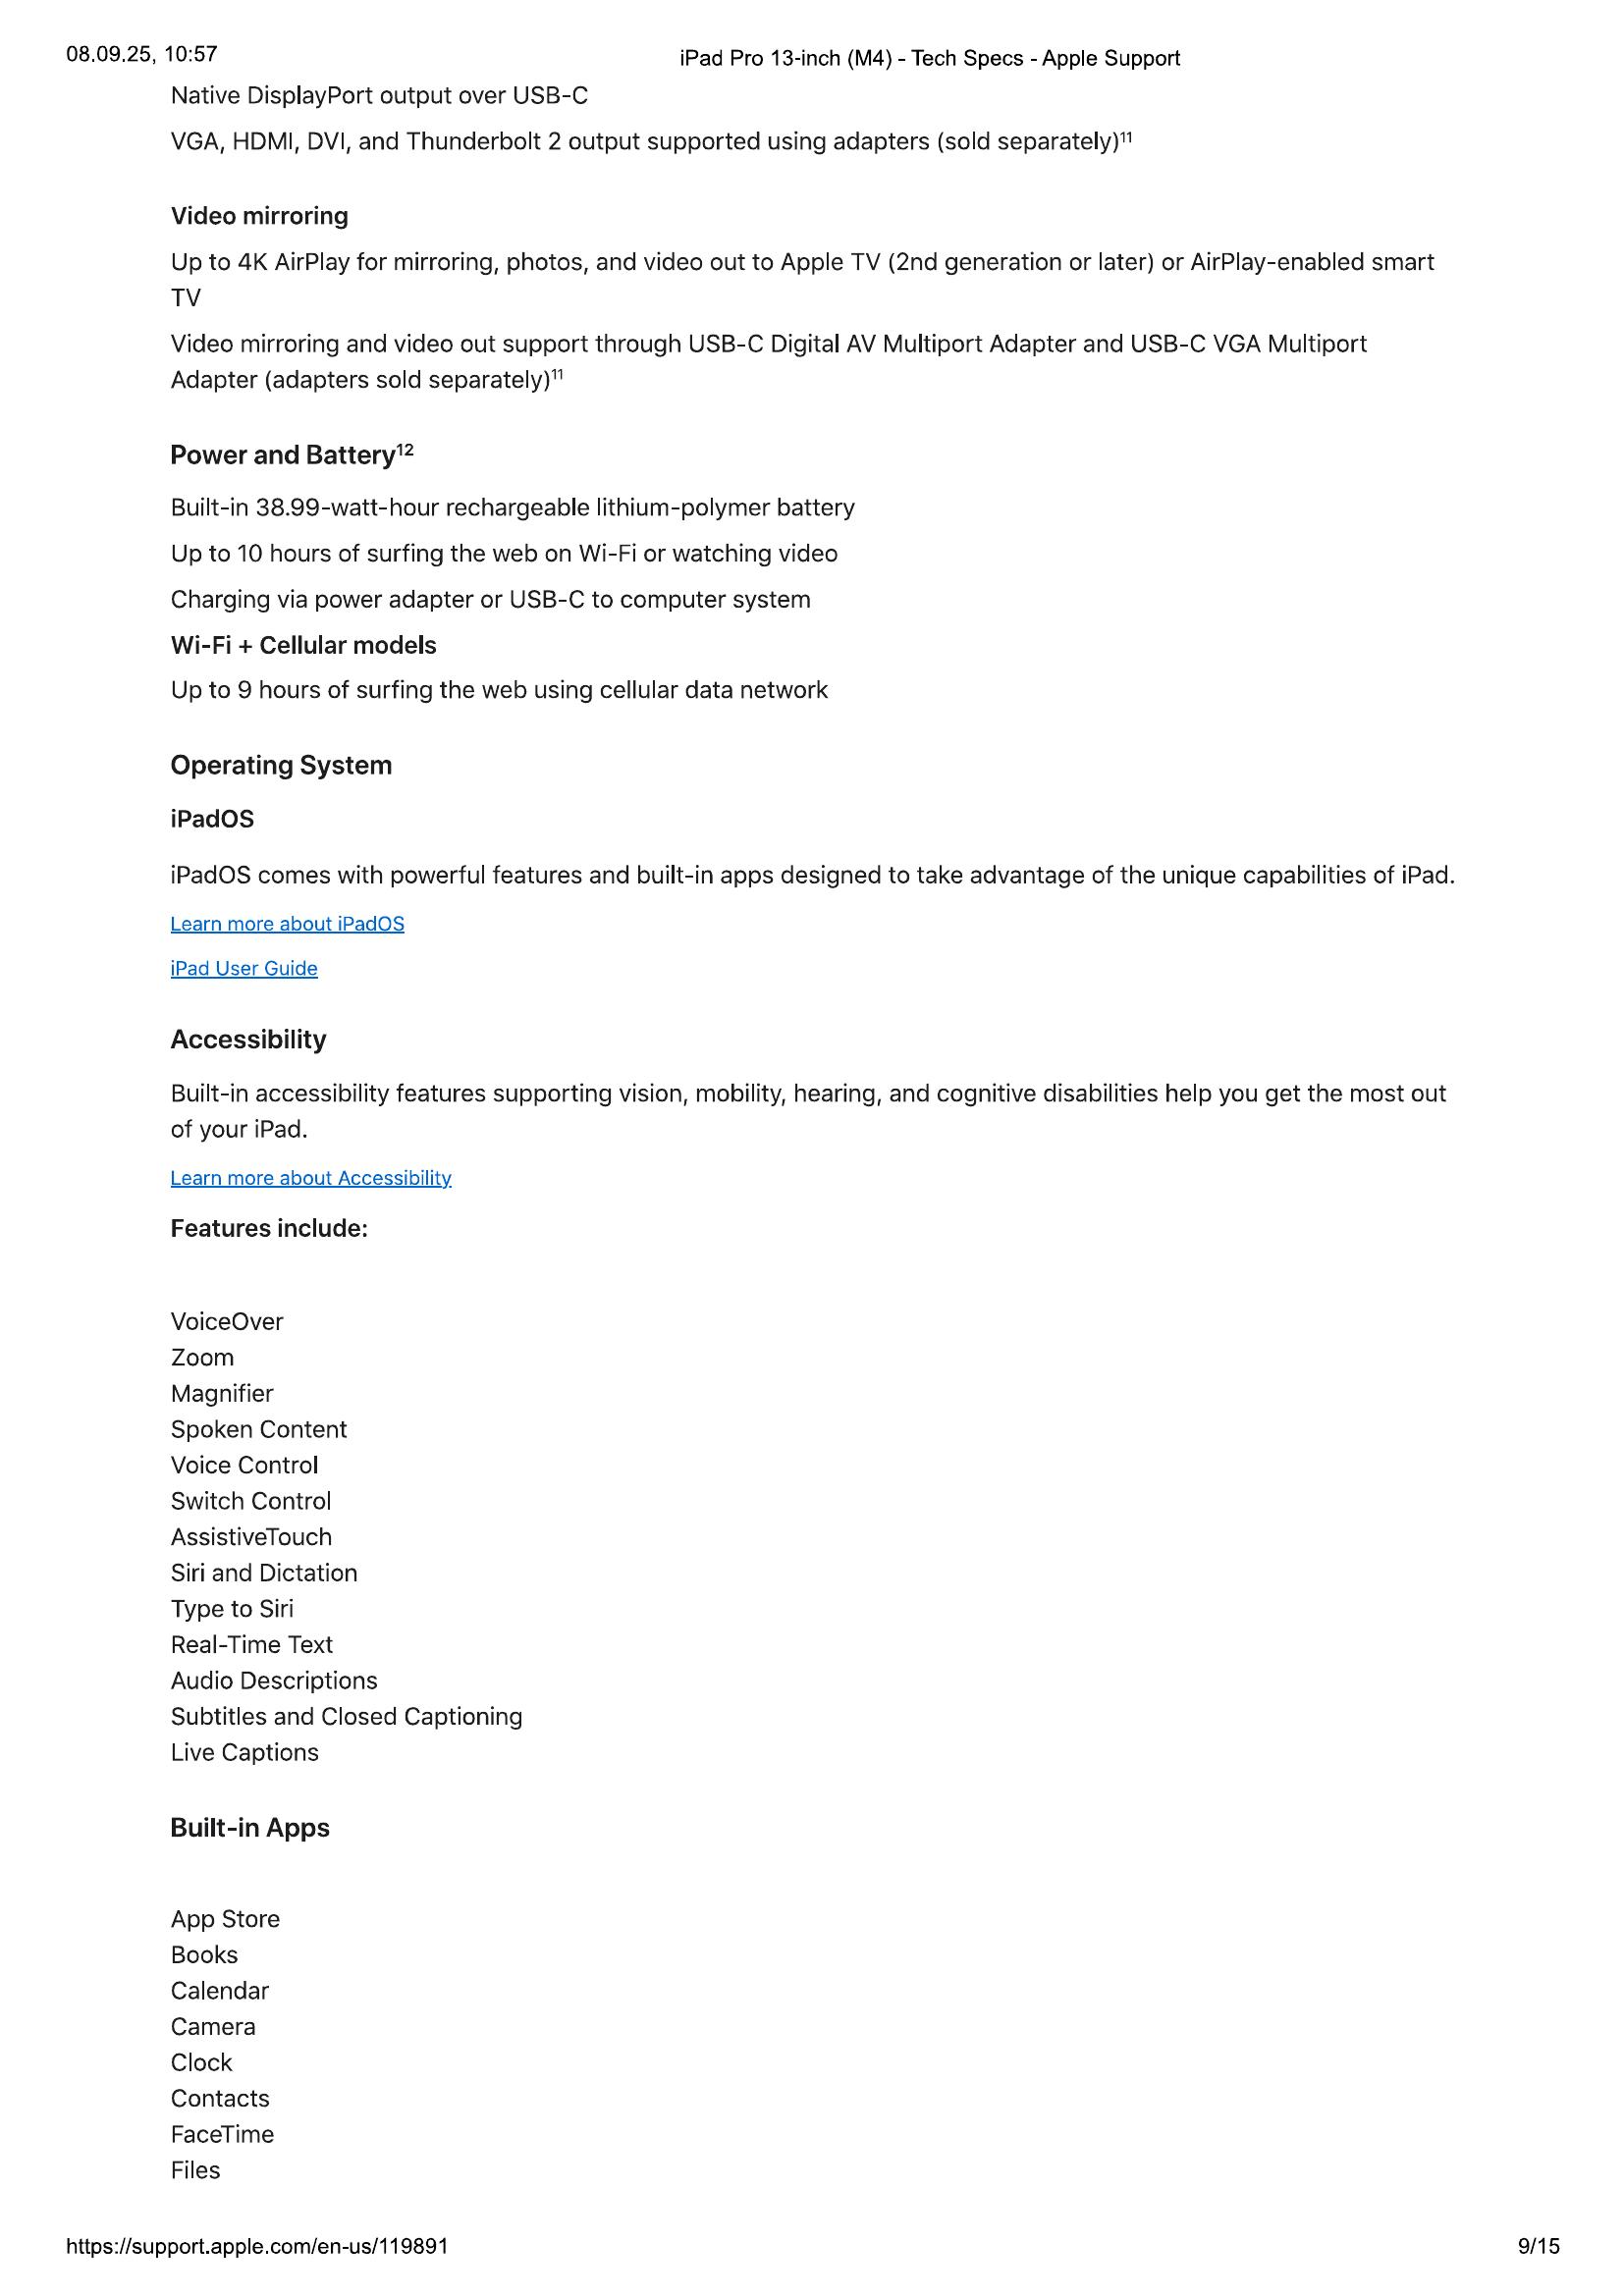 08.09.25, 10:57
iPad Pro 13-inch (M4) - Tech Specs - Apple Support
Native DisplayPort output over USB-C
VGA, HDMI, DVI, and Thunderbolt 2 output supported using adapters (sold separately)¹¹
Video mirroring
Up to 4K AirPlay for mirroring, photos, and video out to Apple TV (2nd generation or later) or AirPlay-enabled smart
TV
Video mirroring and video out support through USB-C Digital AV Multiport Adapter and USB-C VGA Multiport
Adapter (adapters sold separately)¹¹
Power and Battery¹²
Built-in 38.99-watt-hour rechargeable lithium-polymer battery
Up to 10 hours of surfing the web on Wi-Fi or watching video
Charging via power adapter or USB-C to computer system
Wi-Fi + Cellular models
Up to 9 hours of surfing the web using cellular data network
Operating System
iPadOS
iPadOS comes with powerful features and built-in apps designed to take advantage of the unique capabilities of iPad.
Learn more about iPadOS
iPad User Guide
Accessibility
Built-in accessibility features supporting vision, mobility, hearing, and cognitive disabilities help you get the most out
of your iPad.
Learn more about Accessibility
Features include:
VoiceOver
Zoom
Magnifier
Spoken Content
Voice Control
Switch Control
AssistiveTouch
Siri and Dictation
Type to Siri
Real-Time Text
Audio Descriptions
Subtitles and Closed Captioning
Live Captions
Built-in Apps
App Store
Books
Calendar
Camera
Clock
Contacts
FaceTime
Files
https://support.apple.com/en-us/119891
9/15